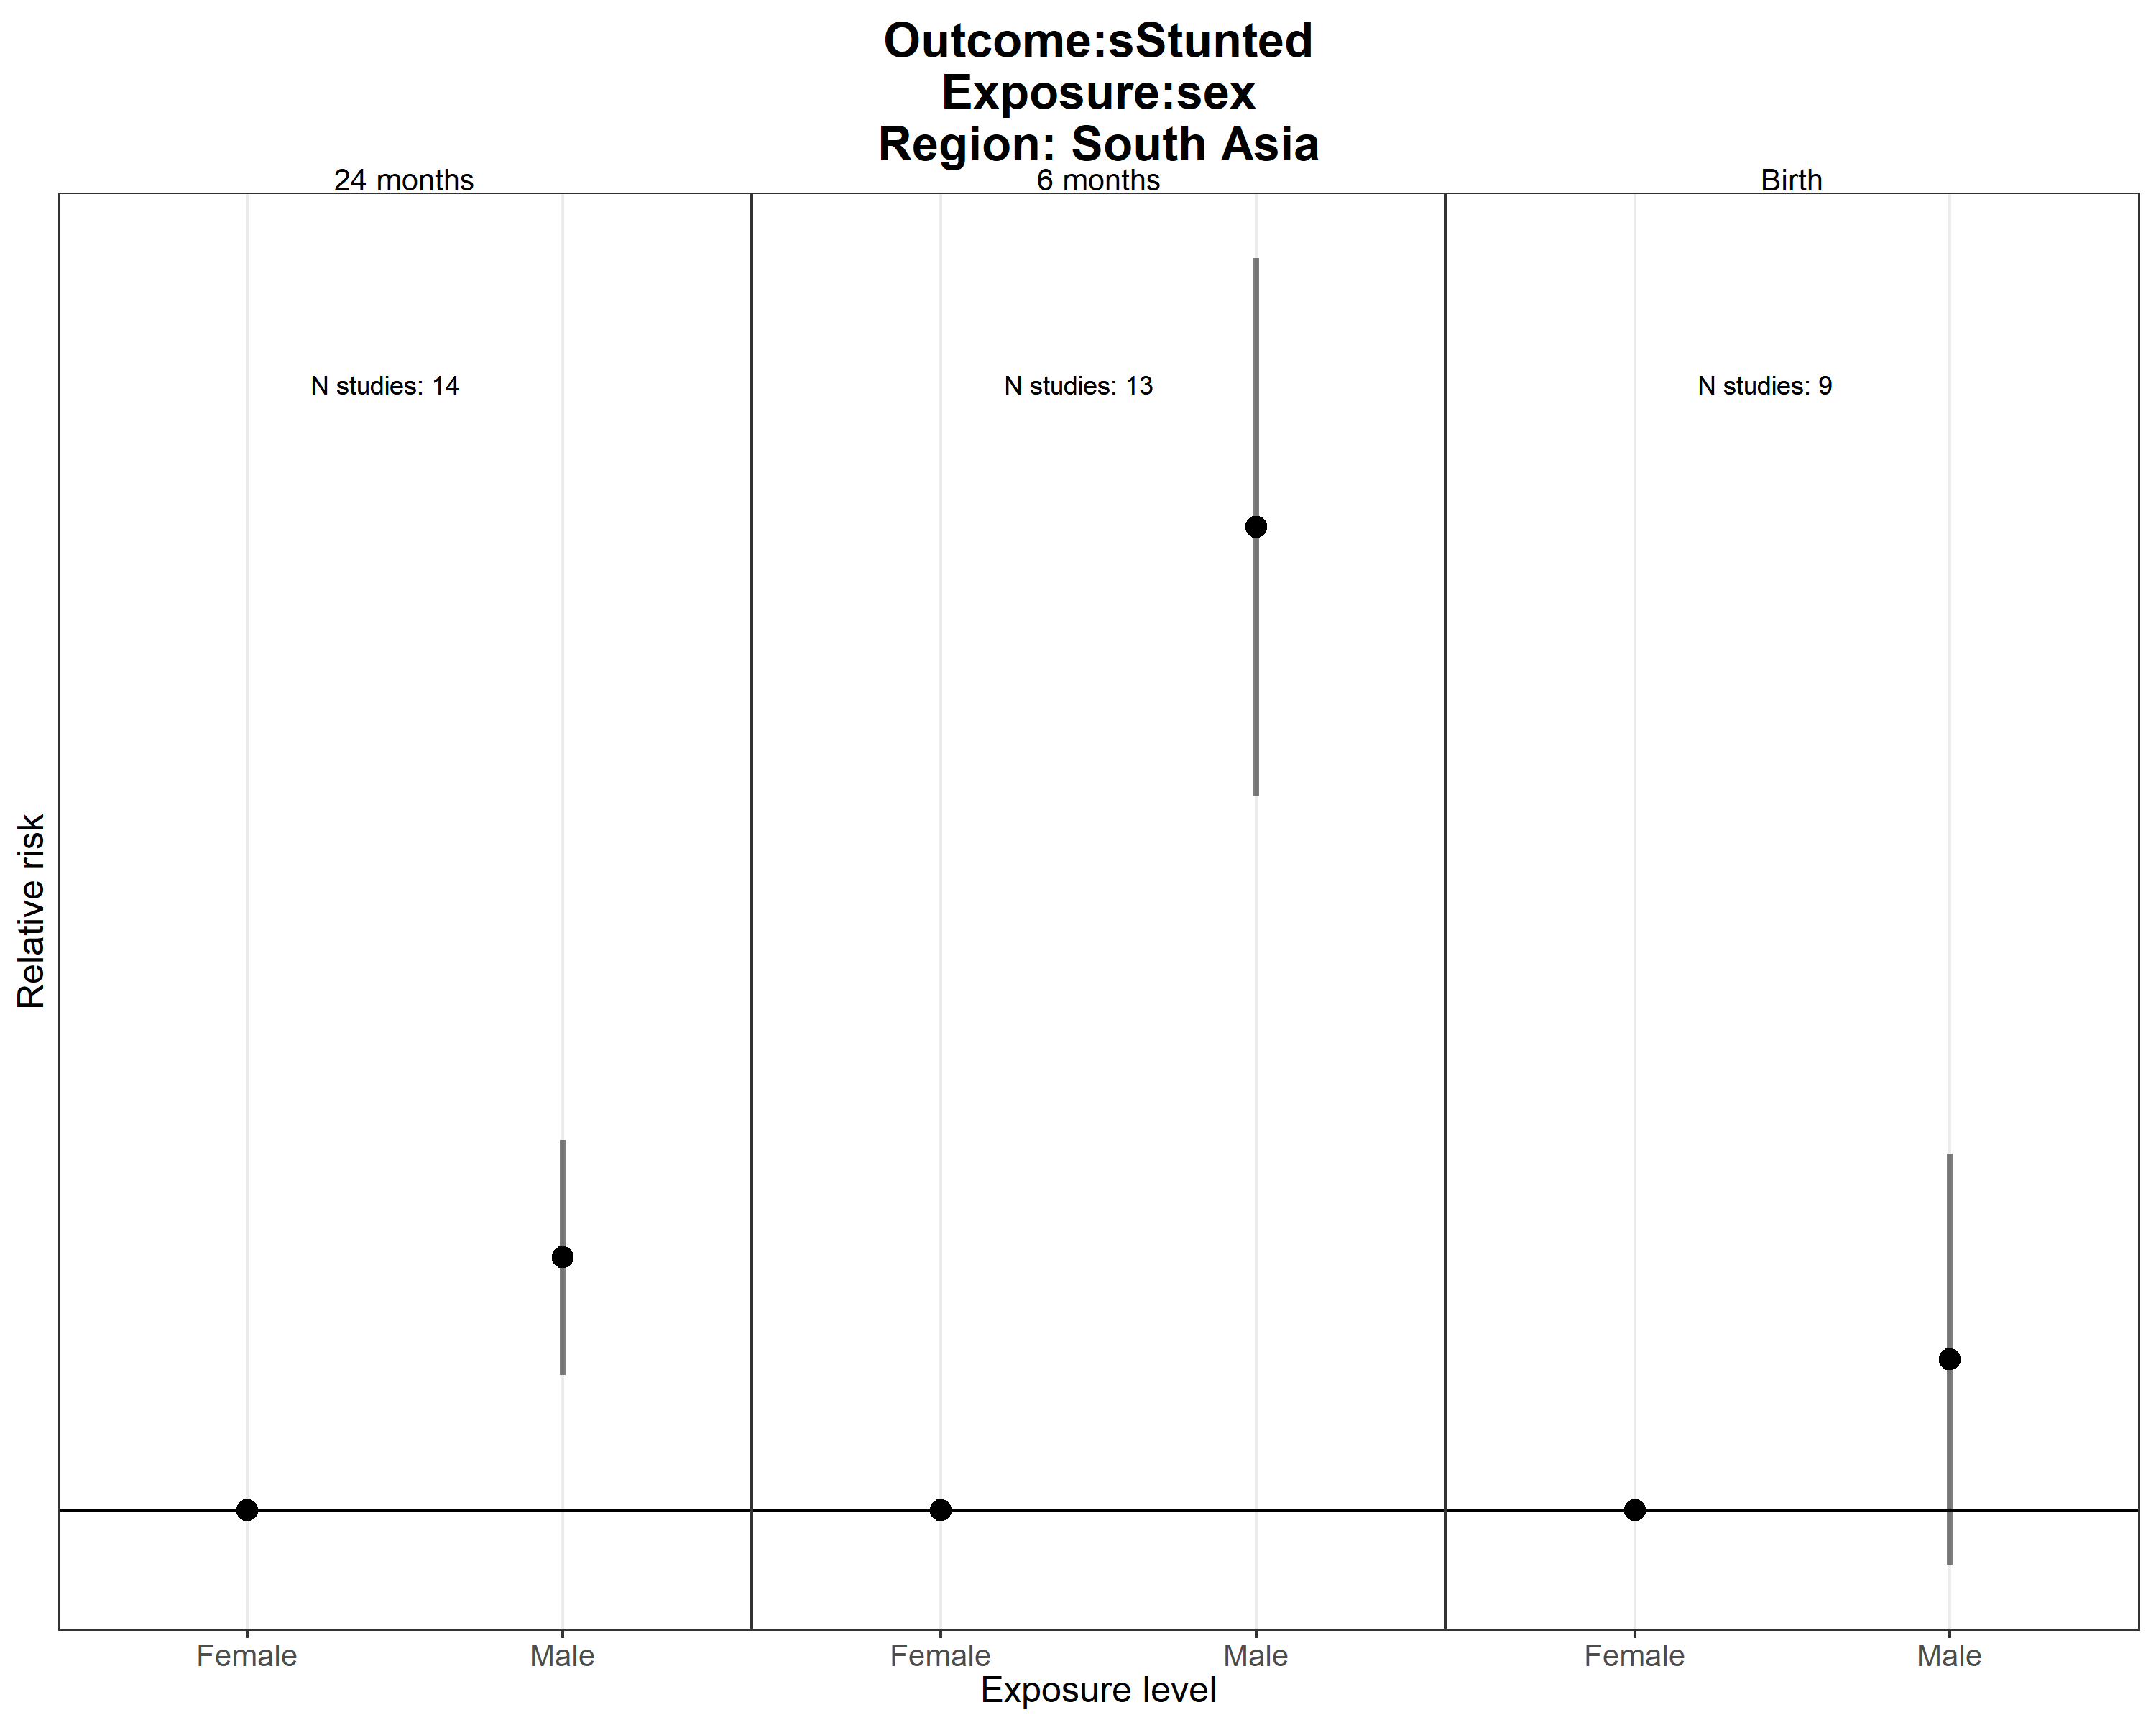 Outcome:sStunted
Exposure:sex
Region: South Asia
24 months
6 months
Birth
N studies: 14
N studies: 13
N studies: 9
Relative risk
Female
Male
Female
Male
Female
Male
Exposure level